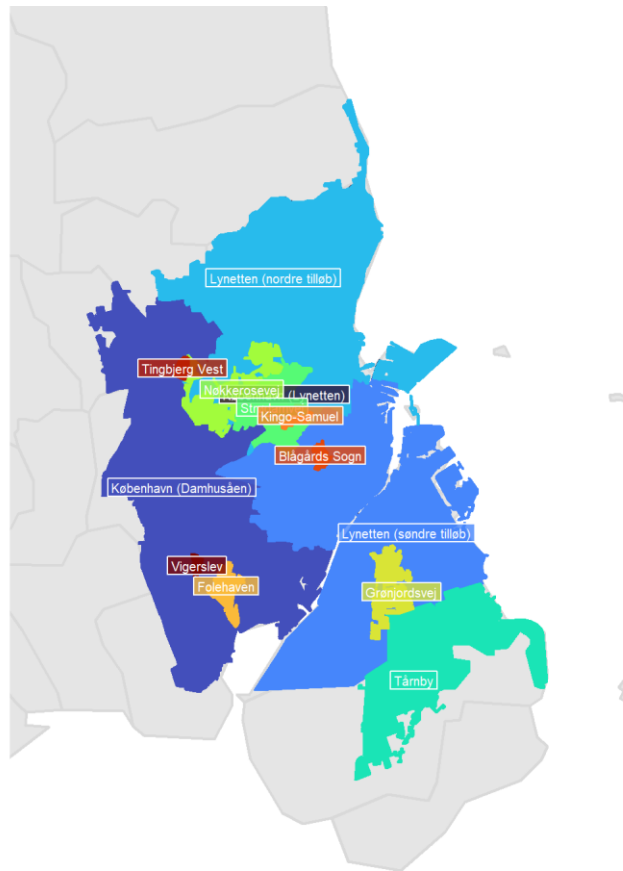 Lynetten (nordre tilløb)
Tingbjerg Vest
Nøkkerosevej
(Lynetten)
Kingo-Samuel
Blågårds Sogn
København (Damhusåen)
Lynetten (søndre tilløb)
Vigerslev
Folehaven
Grønjordsvej
Tårnby